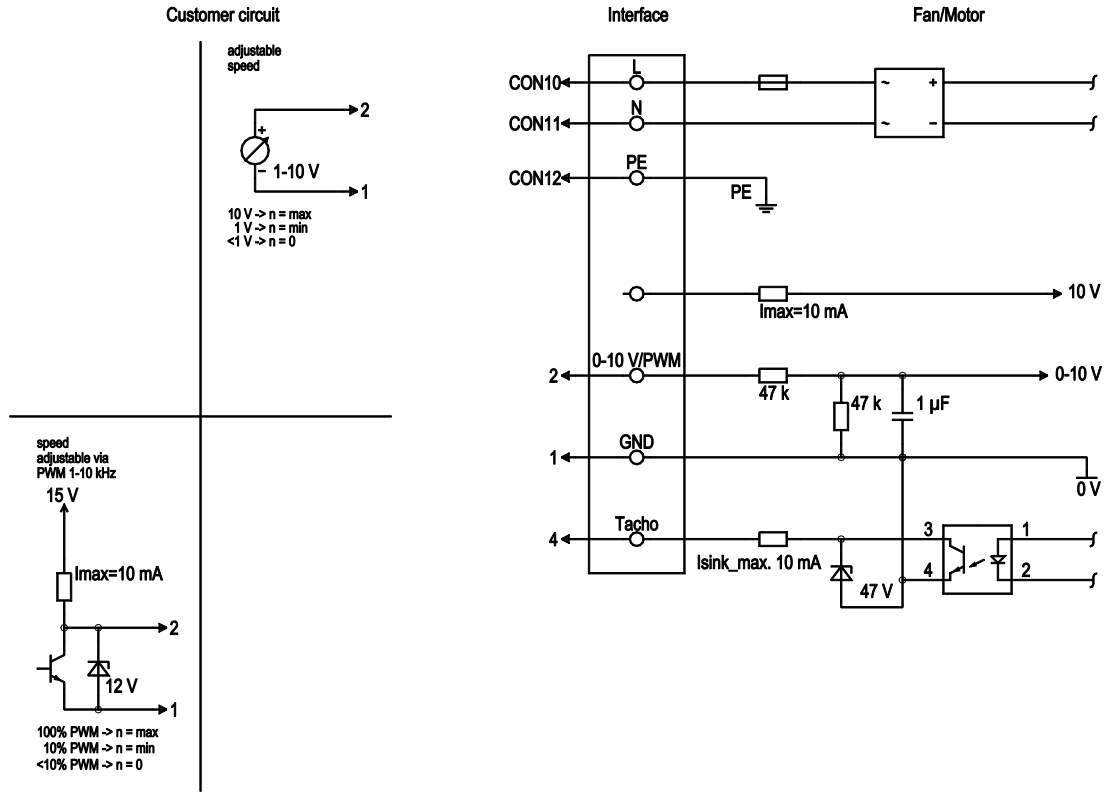 Customer circuit
Interface
Fan/Motor
adjustable
speed
2
+
− 1-10 V
1
10 V -> n = max
1 V -> n = min
<1 V -> n = 0
L
CON10
~ +
N
CON11
~ −
PE
CON12
PE
10 V
Imax=10 mA
0-10 V/PWM
2
0-10 V
47 k
47 k
1 µF
GND
1
0 V
Tacho
4
3
1
Isink_max. 10 mA
4
2
47 V
speed
adjustable via
PWM 1-10 kHz
15 V
Imax=10 mA
2
12 V
1
100% PWM -> n = max
10% PWM -> n = min
<10% PWM -> n = 0